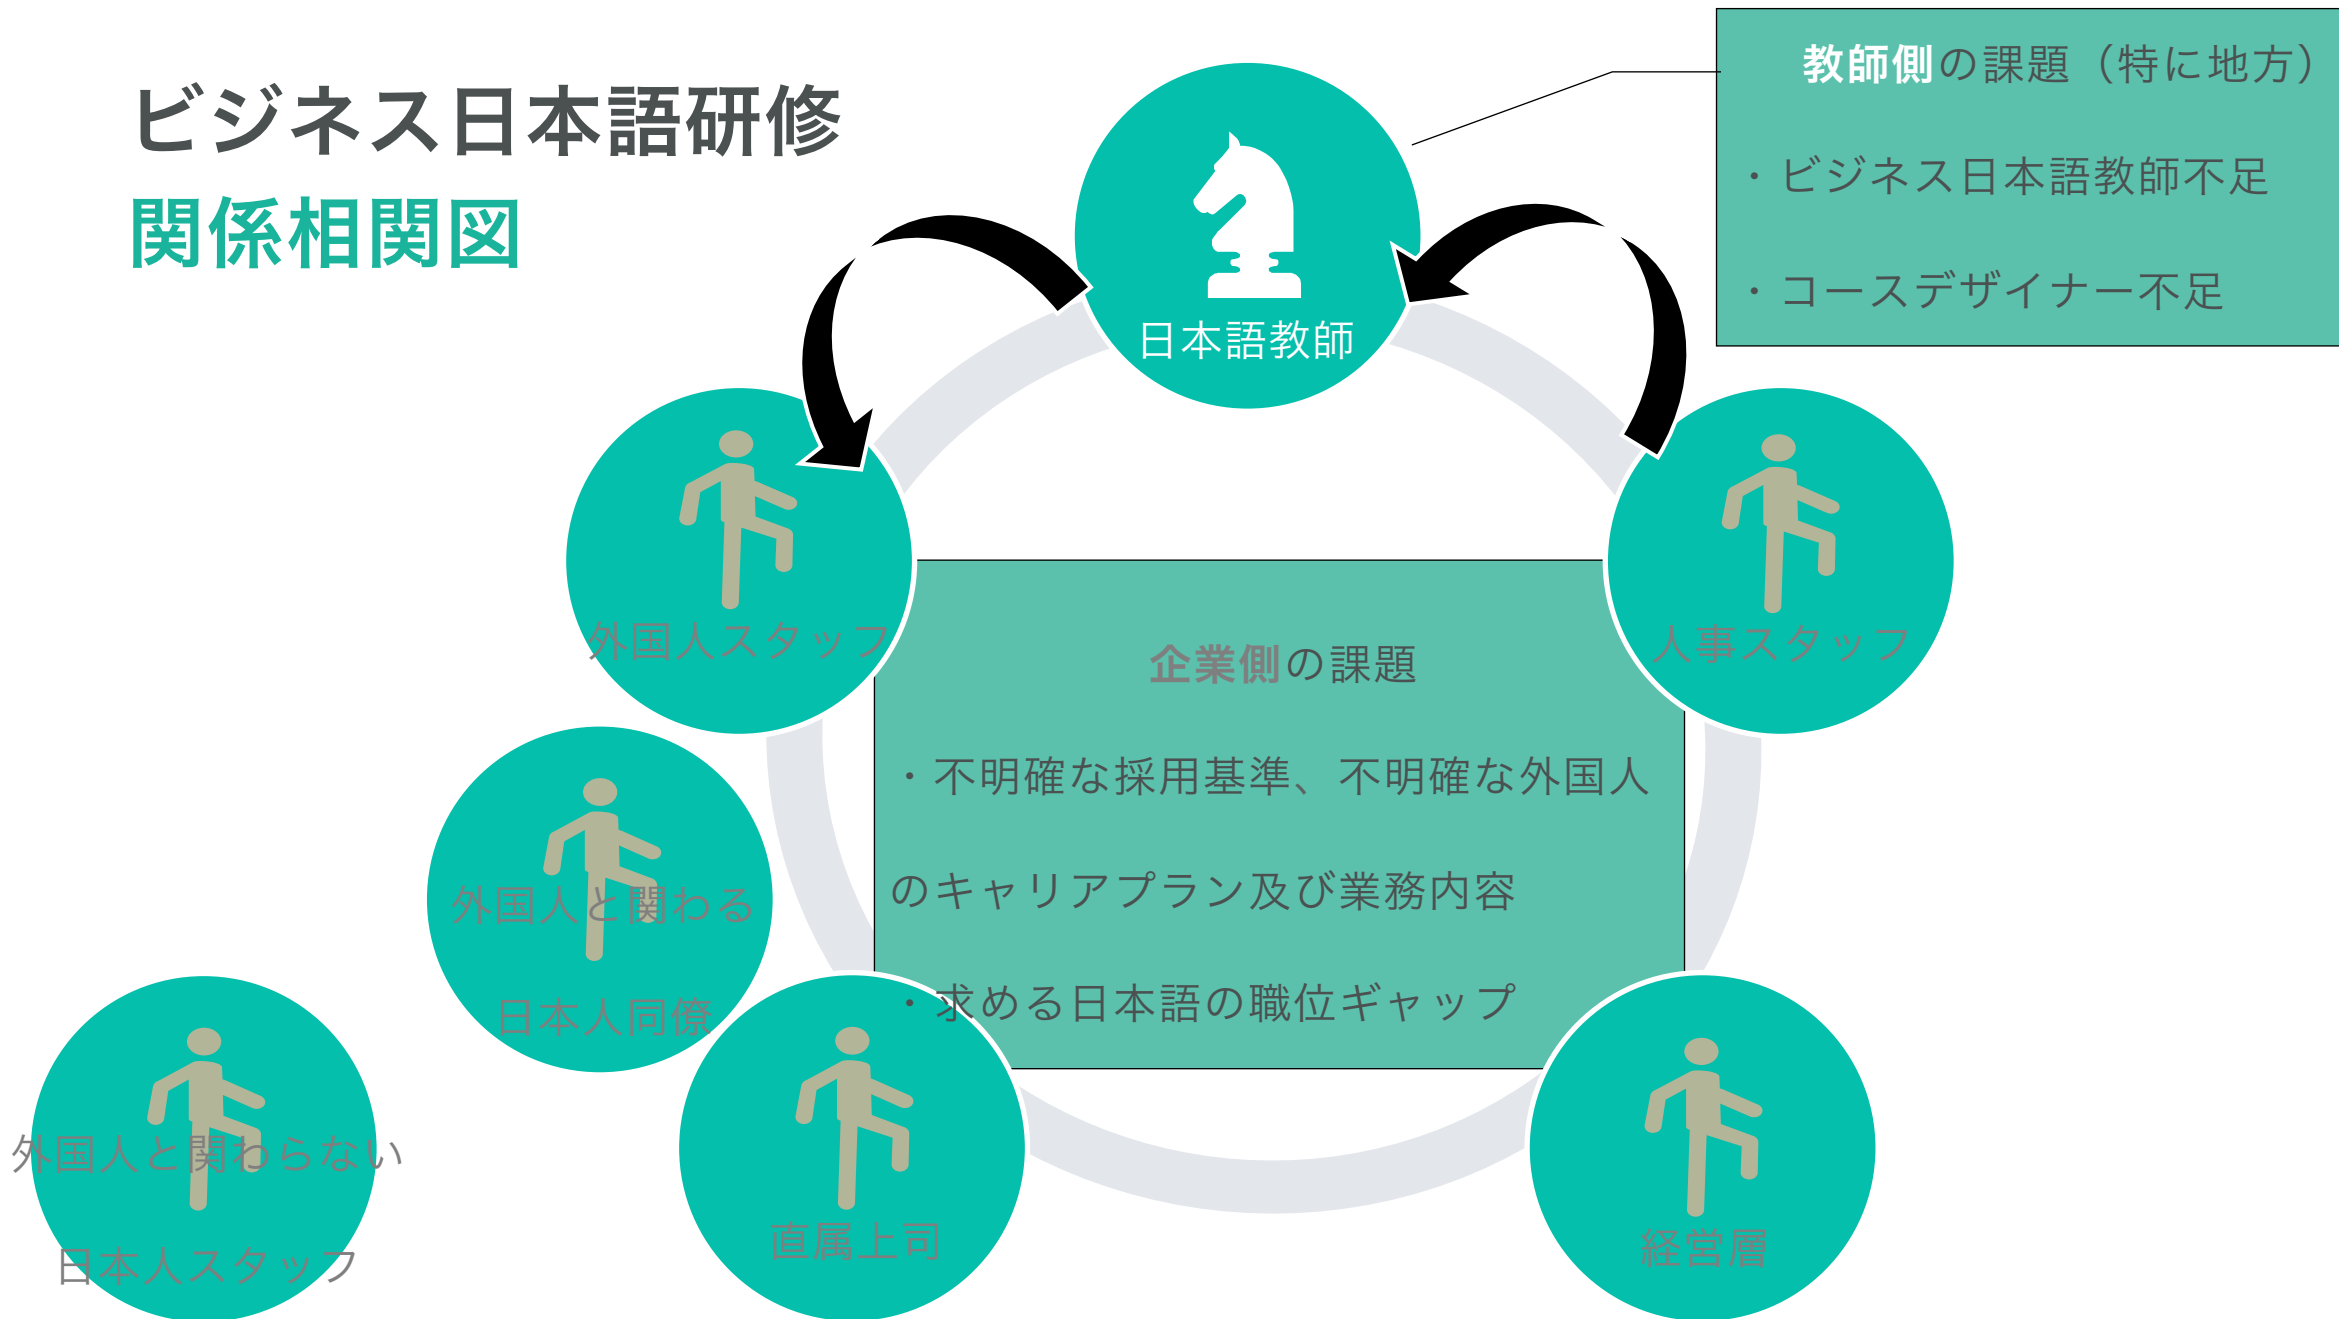 ビジネス日本語研修
関係相関図
教師側の課題（特に地方）
・ビジネス日本語教師不足
・コースデザイナー不足
日本語教師
外国人スタッフ
人事スタッフ
企業側の課題
・不明確な採用基準、不明確な外国人
のキャリアプラン及び業務内容
・求める日本語の職位ギャップ
外国人と関わる
日本人同僚
外国人と関わらない
日本人スタッフ
直属上司
経営層